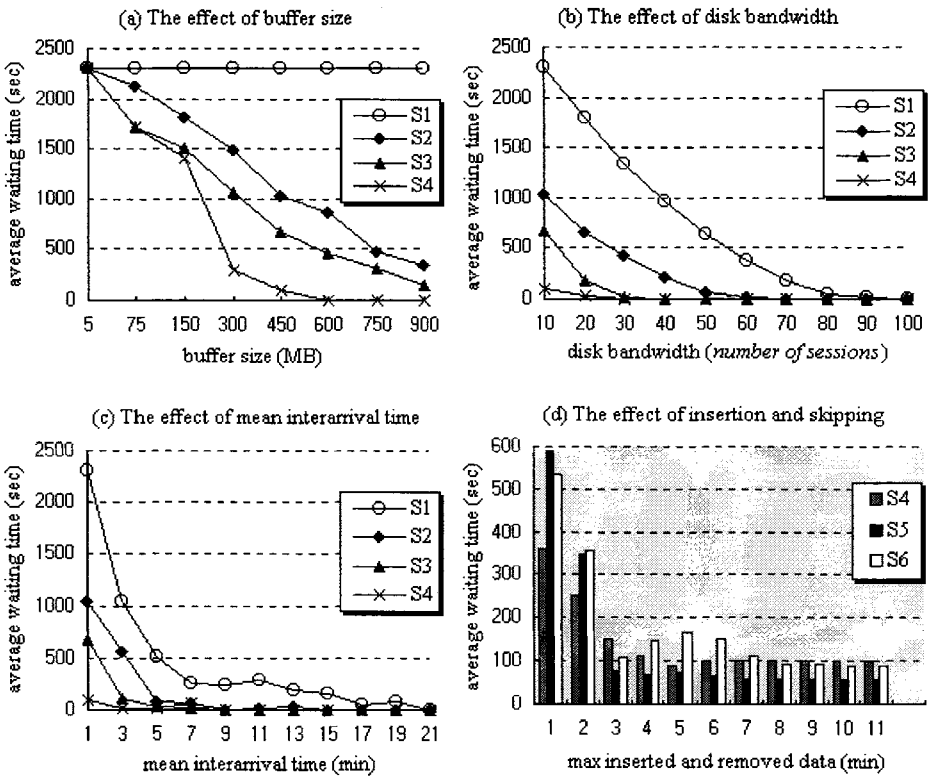 (a) The effect of buffer size
average waiting time (sec)
2500
2000
1500
1000
500
0
S1
S2
S3
S4
5 75 150 300 450 600 750 900
buffer size (MB)
(b) The effect of disk bandwidth
average waiting time (sec)
2500
2000
1500
1000
500
0
S1
S2
S3
S4
10 20 30 40 50 60 70 80 90 100
disk bandwidth (number of sessions)
(c) The effect of mean interarrival time
average waiting time (sec)
2500
2000
1500
1000
500
0
S1
S2
S3
S4
1 3 5 7 9 11 13 15 17 19 21
mean interarrival time (min)
(d) The effect of insertion and skipping
average waiting time (sec)
600
500
400
300
200
100
0
S4
S5
S6
1 2 3 4 5 6 7 8 9 10 11
max inserted and removed data (min)